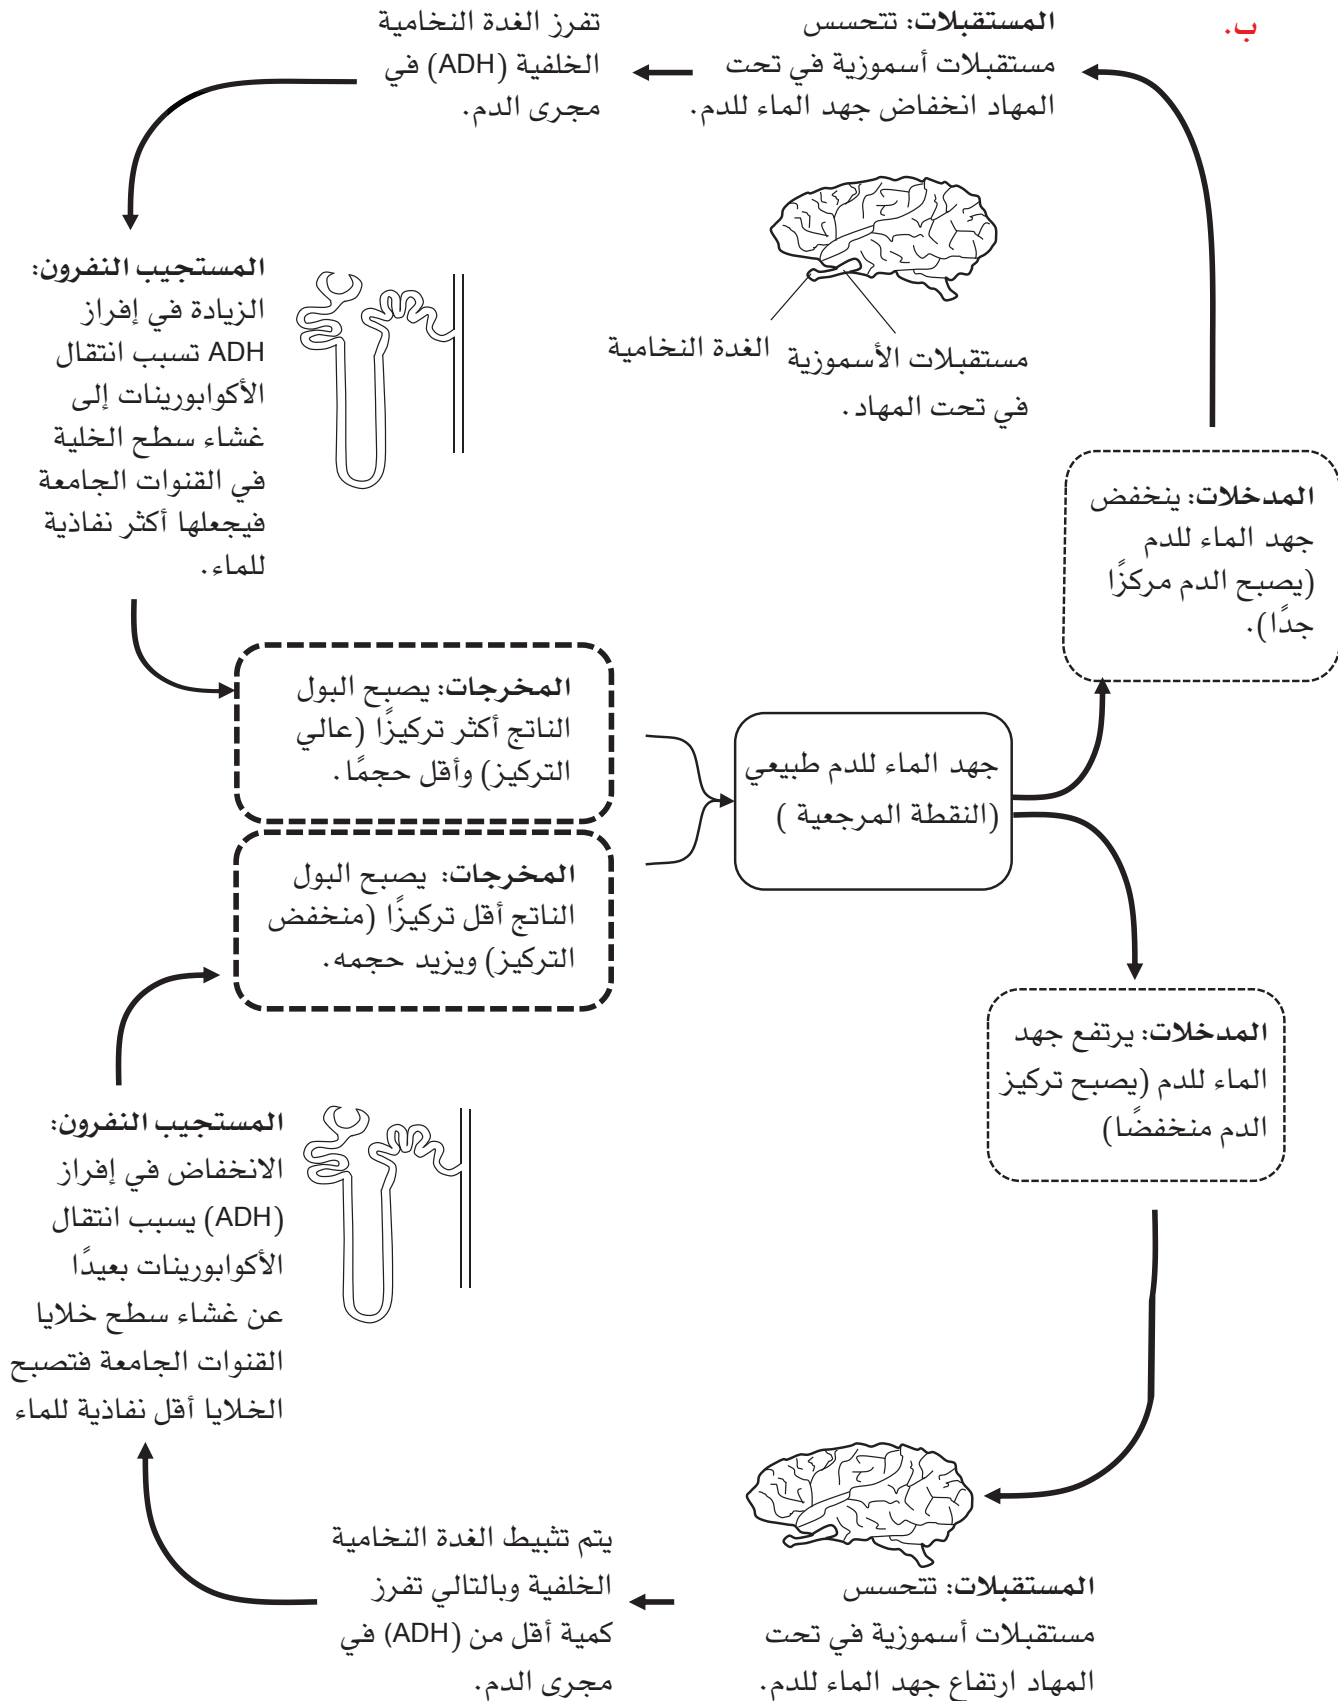 ب.
المستقبلات: تتحسس
مستقبلات أسموزية في تحت
المهاد انخفاض جهد الماء للدم.
تفرز الغدة النخامية
الخلفية (ADH) في
مجرى الدم.
المستجيب النفرون:
الزيادة في إفراز
ADH تسبب انتقال
الأكوابورينات إلى
غشاء سطح الخلية
في القنوات الجامعة
فيجعلها أكثر نفاذية
للماء.
مستقبلات الأسموزية
في تحت المهاد.
الغدة النخامية
المدخلات: ينخفض
جهد الماء للدم
(يصبح الدم مركزًا
جدًا).
المخرجات: يصبح البول
الناتج أكثر تركيزًا (عالي
التركيز) وأقل حجمًا.
جهد الماء للدم طبيعي
(النقطة المرجعية )
المخرجات: يصبح البول
الناتج أقل تركيزًا (منخفض
التركيز) ويزيد حجمه.
المدخلات: يرتفع جهد
الماء للدم (يصبح تركيز
الدم منخفضًا)
المستجيب النفرون:
الانخفاض في إفراز
(ADH) يسبب انتقال
الأكوابورينات بعيدًا
عن غشاء سطح خلايا
القنوات الجامعة فتصبح
الخلايا أقل نفاذية للماء
المستقبلات: تتحسس
مستقبلات أسموزية في تحت
المهاد ارتفاع جهد الماء للدم.
يتم تثبيط الغدة النخامية
الخلفية وبالتالي تفرز
كمية أقل من (ADH) في
مجرى الدم.